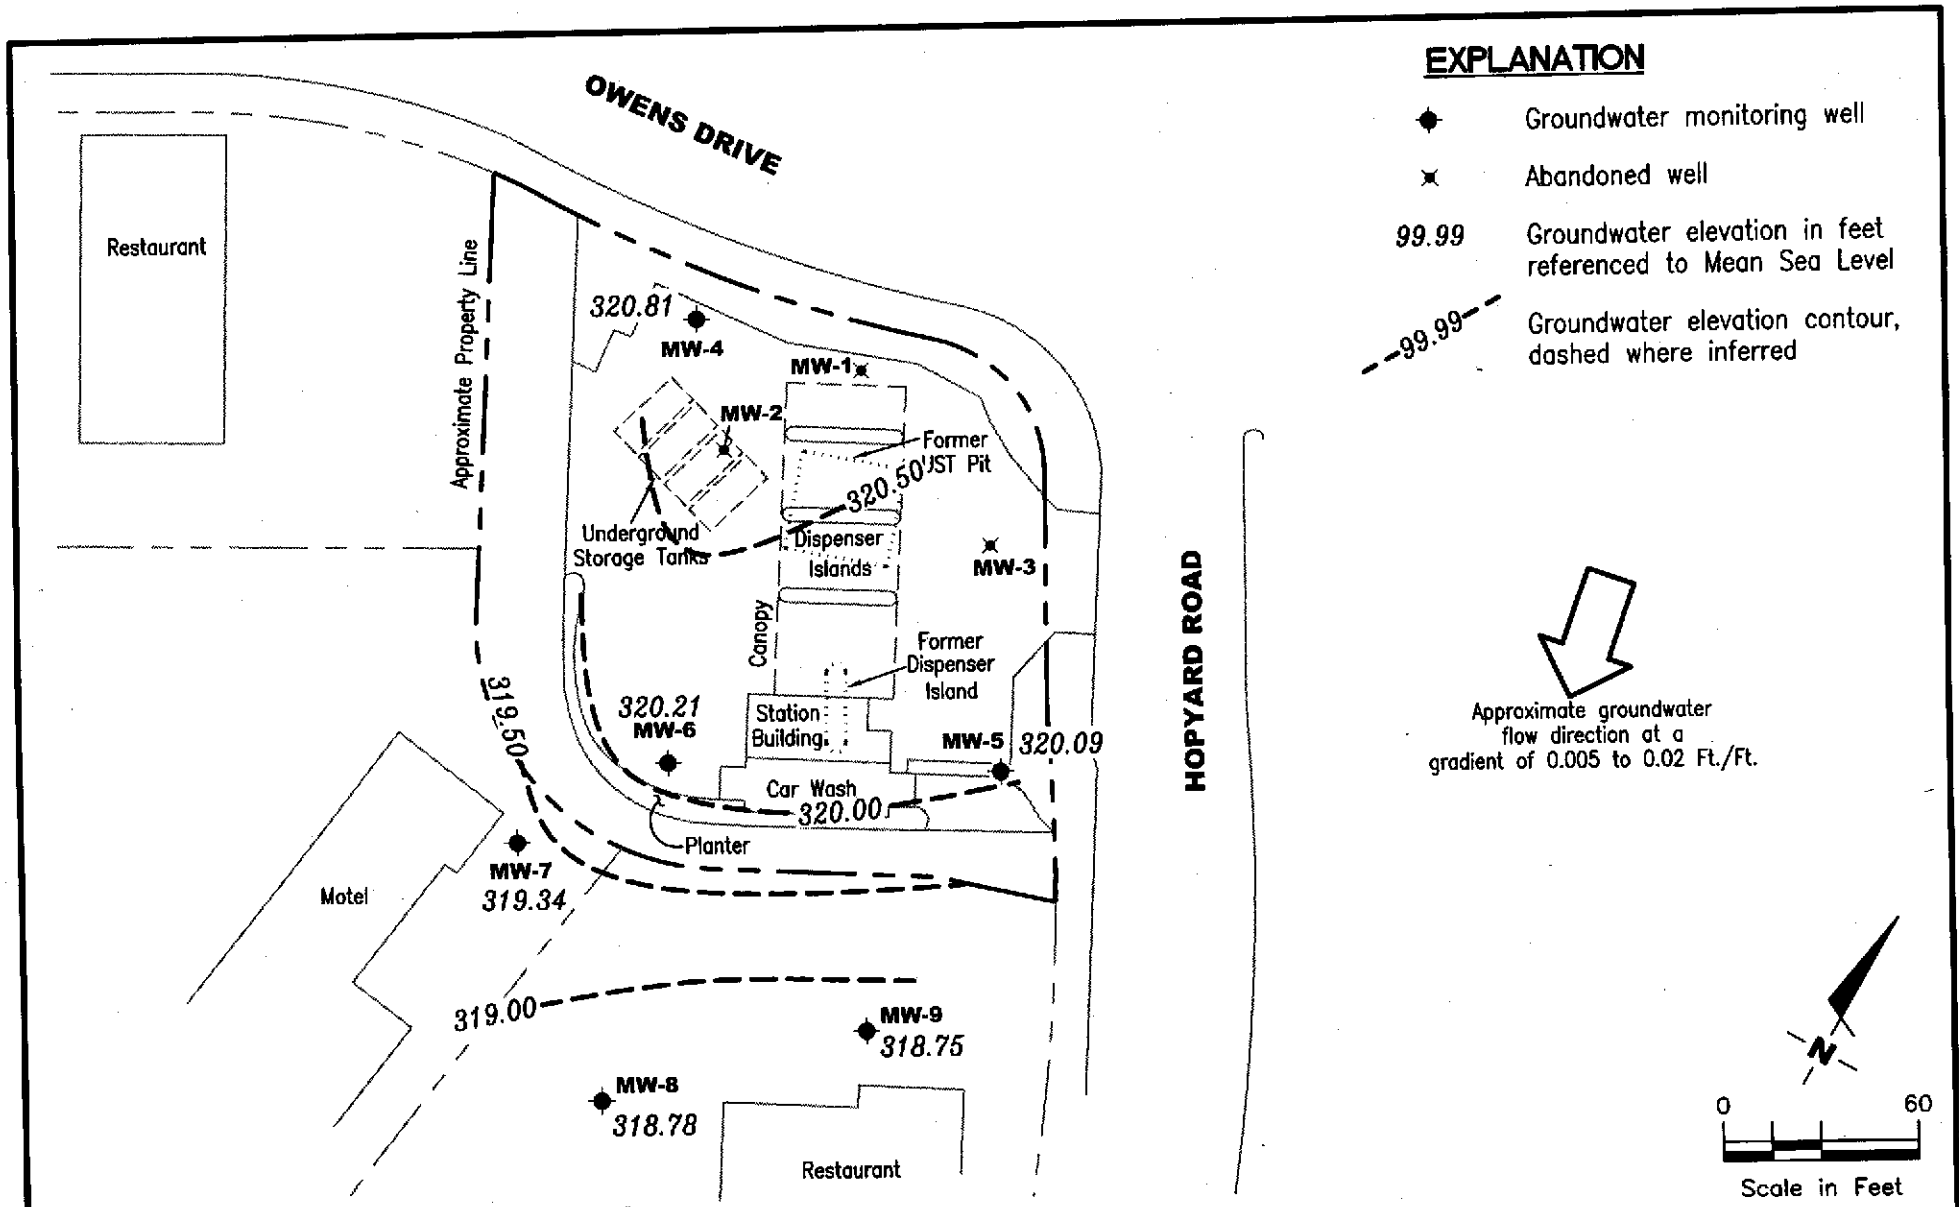 EXPLANATION
Groundwater monitoring well
Abandoned well
99.99
Groundwater elevation in feet
referenced to Mean Sea Level
99.99
Groundwater elevation contour,
dashed where inferred
OWENS DRIVE
Restaurant
Approximate Property Line
320.81
MW-4
MW-1
MW-2
Former
UST Pit
320.50
Underground
Storage Tanks
Dispenser
Islands
MW-3
HOPYARD ROAD
Canopy
Former
Dispenser
Island
319.50
320.21
MW-6
Station
Building
MW-5
320.09
Car Wash
320.00
Planter
MW-7
319.34
Motel
319.00
MW-9
318.75
MW-8
318.78
Restaurant
Approximate groundwater
flow direction at a
gradient of 0.005 to 0.02 Ft./Ft.
N
0 60
Scale in Feet